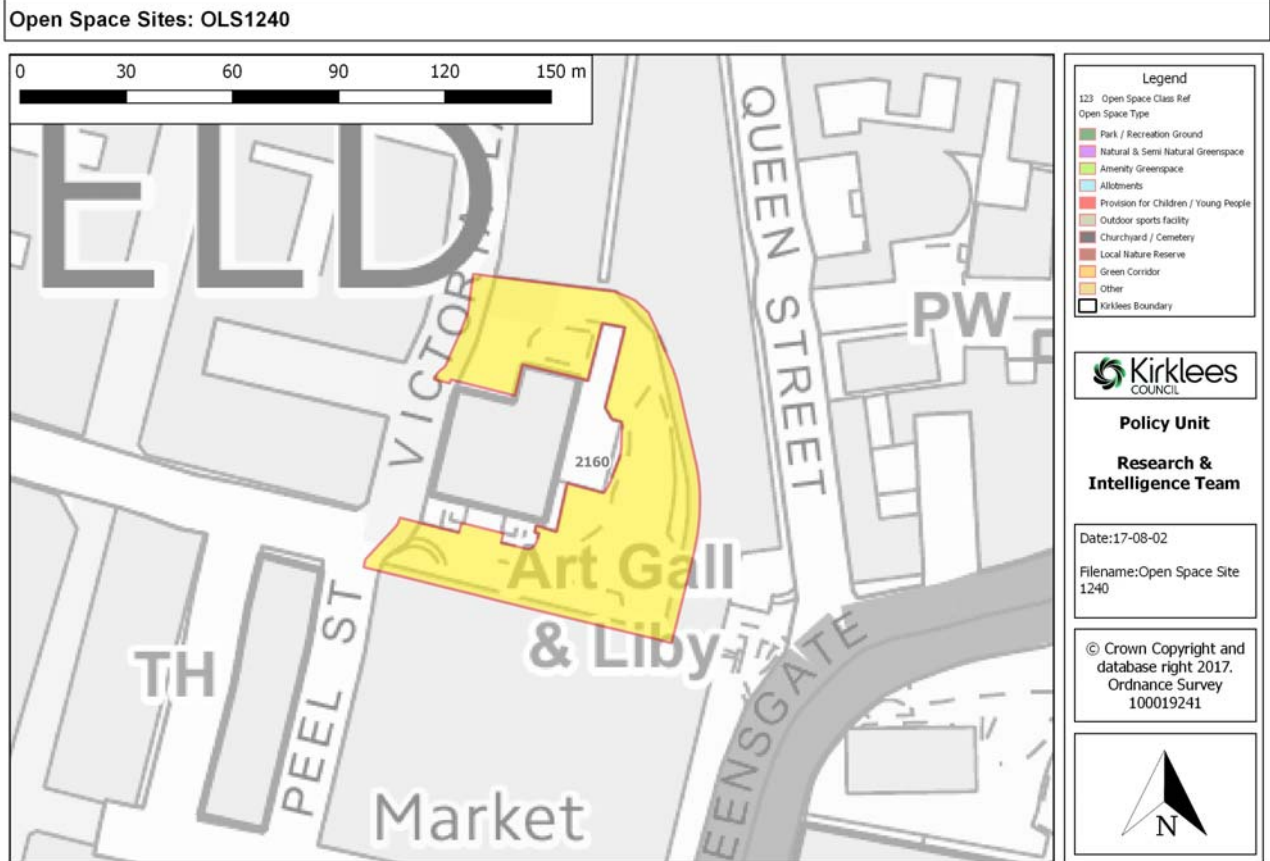 Open Space Sites: OLS1240
0 30 60 90 120 150 m
ELD
VICTORIA LA
QUEEN STREET
PW
2160
Art Gall
& Liby
PEEL ST
TH
EENSGATE
Market
Legend
123 Open Space Class Ref
Open Space Type
Park / Recreation Ground
Natural & Semi Natural Greenspace
Amenity Greenspace
Allotments
Provision for Children / Young People
Outdoor sports facility
Churchyard / Cemetery
Local Nature Reserve
Green Corridor
Other
Kirklees Boundary
Kirklees
COUNCIL
Policy Unit
Research &
Intelligence Team
Date:17-08-02
Filename:Open Space Site
1240
© Crown Copyright and
database right 2017.
Ordnance Survey
100019241
N